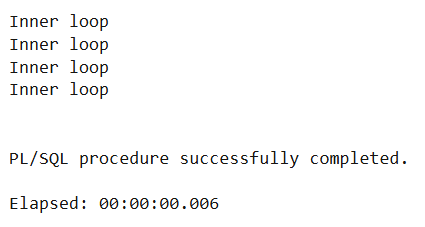 Inner loop
Inner loop
Inner loop
Inner loop
PL/SQL procedure successfully completed.
Elapsed: 00:00:00.006